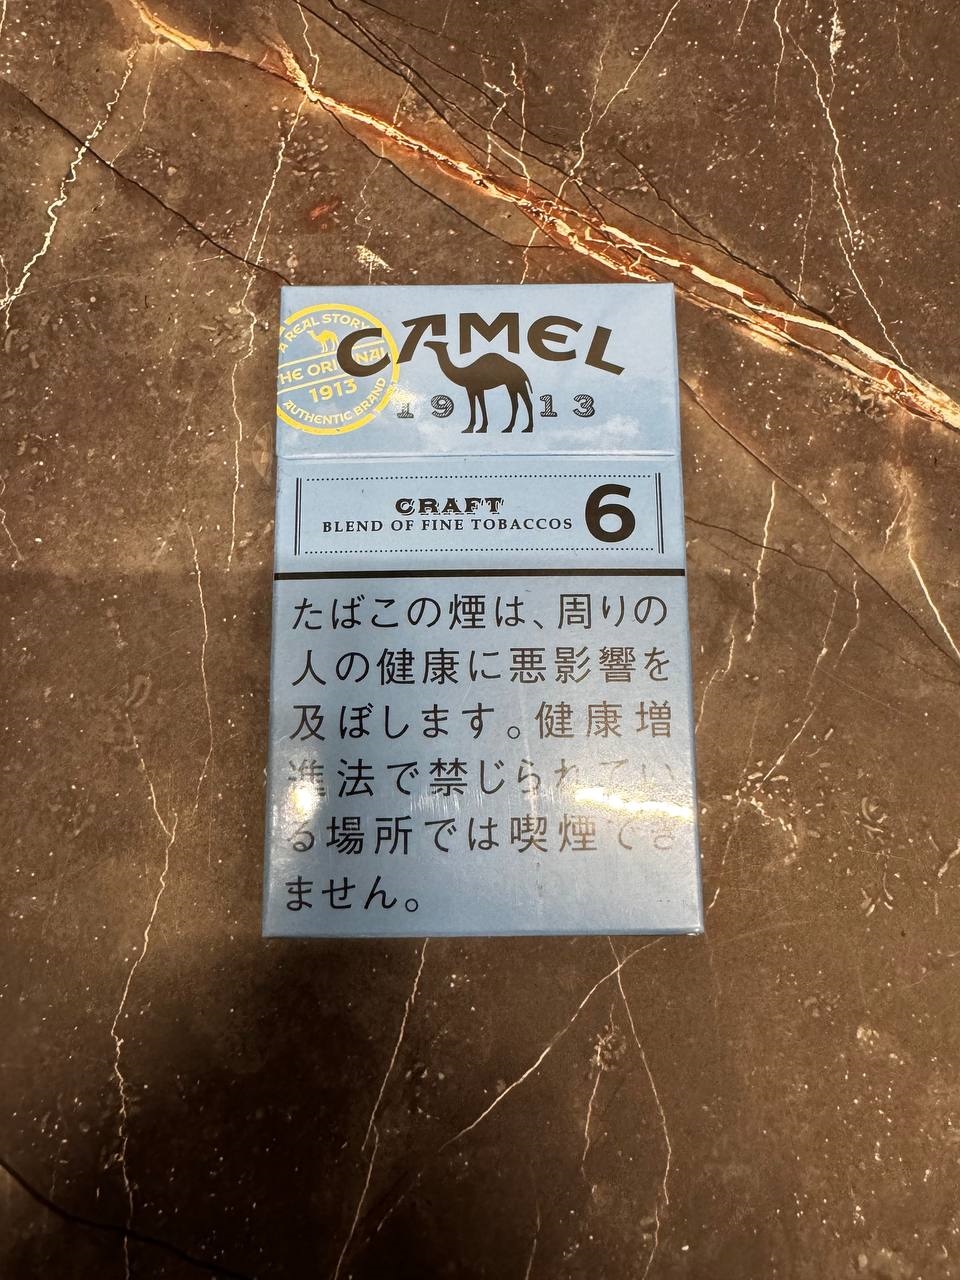 A REAL STORY
THE ORIGINAL
1913
AUTHENTIC BRAND
CAMEL
1913
CRAFT
BLEND OF FINE TOBACCOS
6
たばこの煙は、周りの
人の健康に悪影響を
及ぼします。健康増
進法で禁じられてい
る場所では喫煙でき
ません。